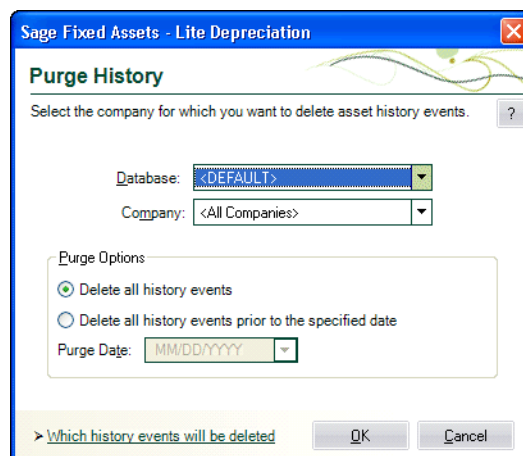 Sage Fixed Assets - Lite Depreciation
Purge History
Select the company for which you want to delete asset history events.
?
Database: <DEFAULT>
Company: <All Companies>
Purge Options
Delete all history events
Delete all history events prior to the specified date
Purge Date: MM/DD/YYYY
➤ Which history events will be deleted OK Cancel